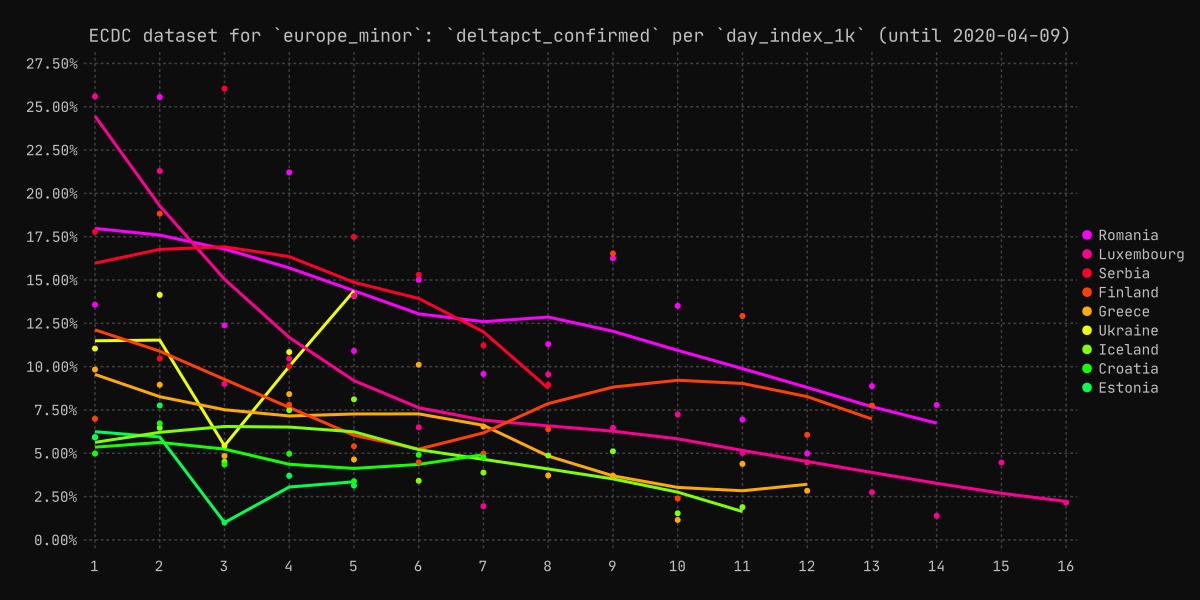 ECDC dataset for `europe_minor`: `deltapct_confirmed` per `day_index_1k` (until 2020-04-09)
27.50%
25.00%
22.50%
20.00%
17.50%
15.00%
12.50%
10.00%
7.50%
5.00%
2.50%
0.00%
1 2 3 4 5 6 7 8 9 10 11 12 13 14 15 16
Romania
Luxembourg
Serbia
Finland
Greece
Ukraine
Iceland
Croatia
Estonia